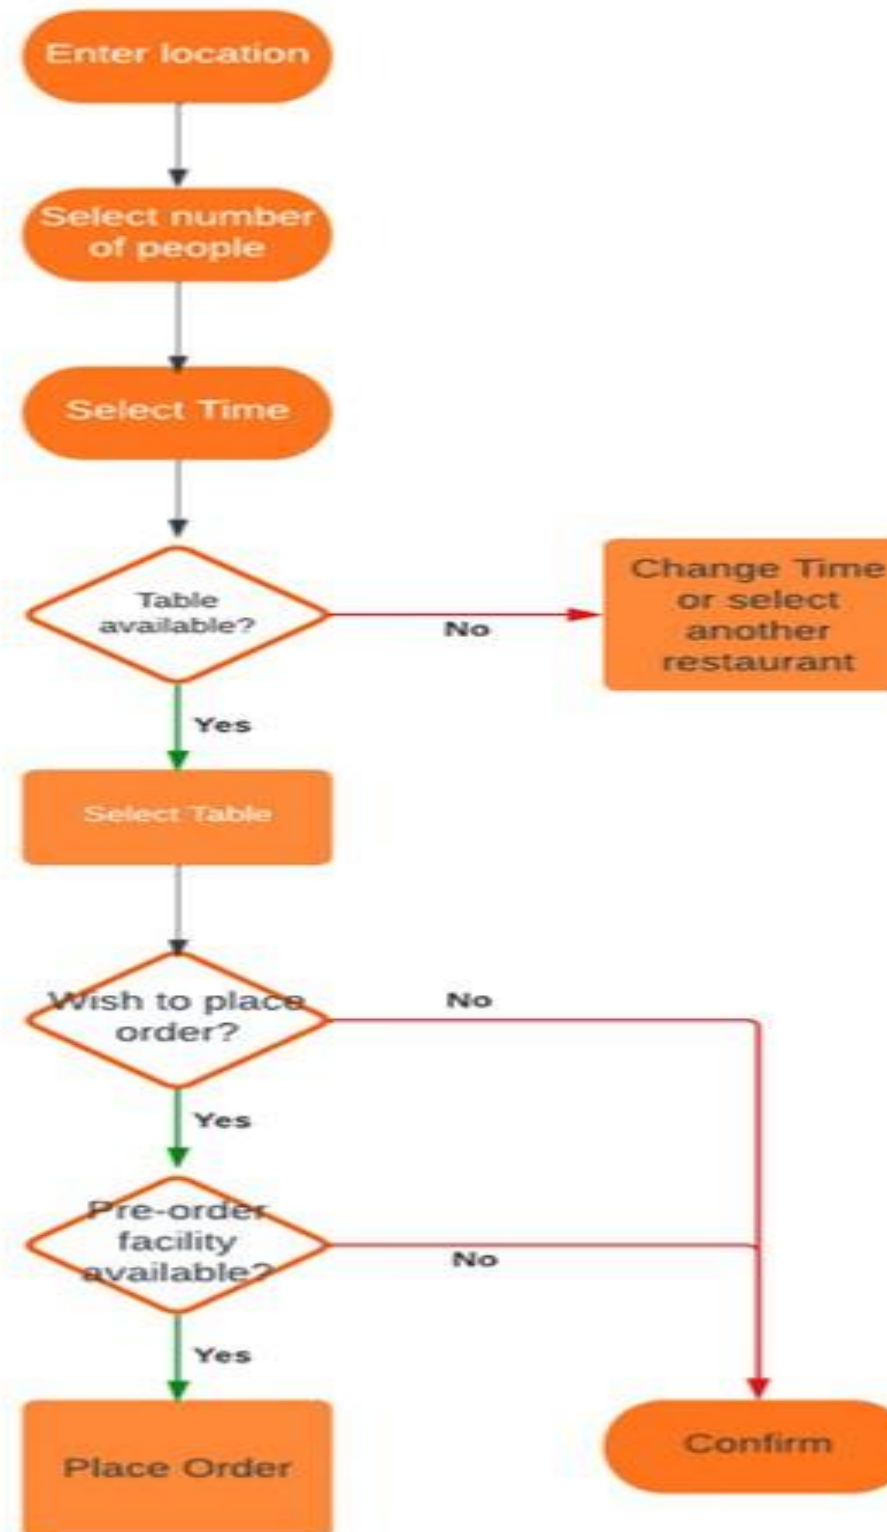 Enter location
Select number
of people
Select Time
Table
available?
No
Change Time
or select
another
restaurant
Yes
Select Table
Wish to place
order?
No
Yes
Pre-order
facility
available?
No
Yes
Place Order
Confirm